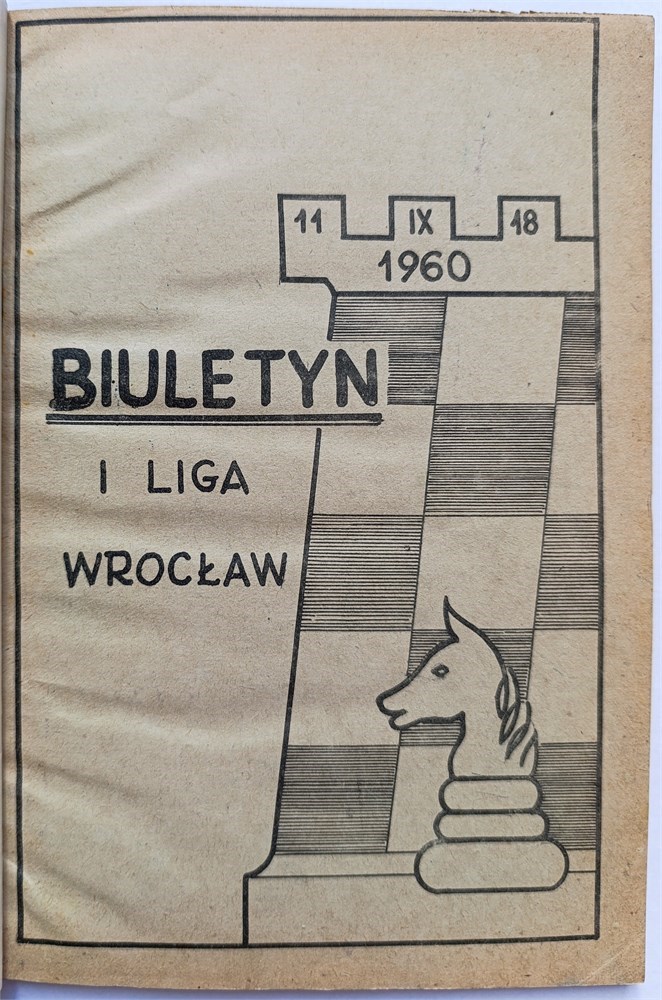 11 IX 18
1960
BIULETYN
I LIGA
WROCŁAW